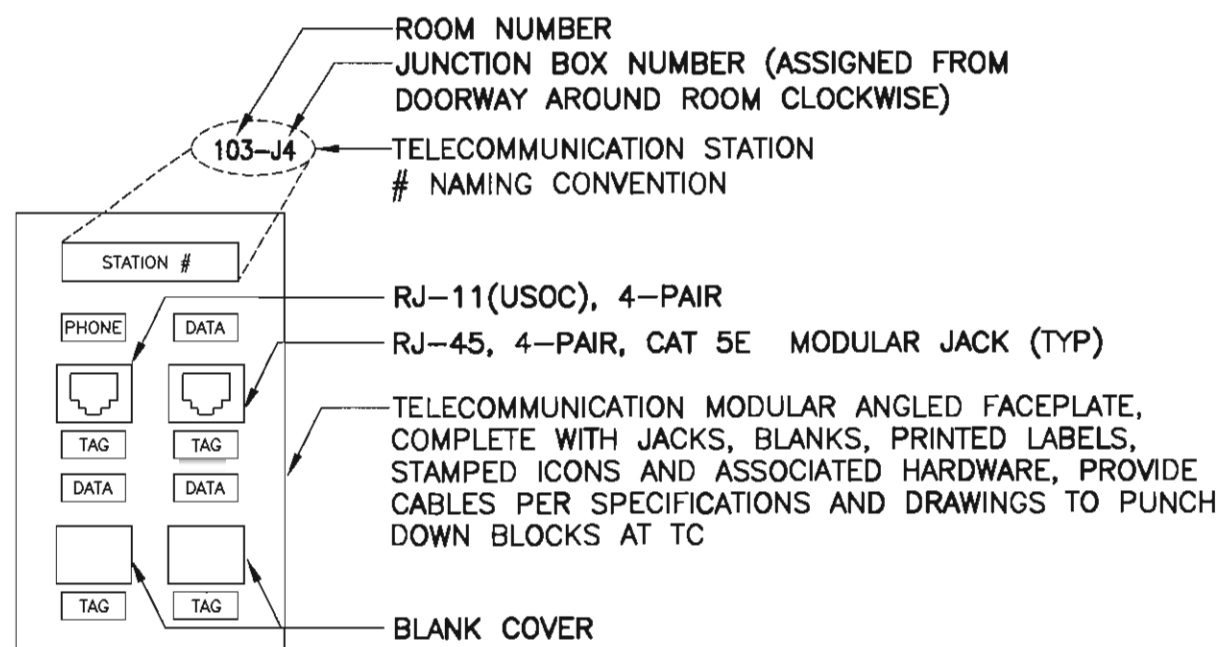 ROOM NUMBER
JUNCTION BOX NUMBER (ASSIGNED FROM
DOORWAY AROUND ROOM CLOCKWISE)
103-J4
TELECOMMUNICATION STATION
# NAMING CONVENTION
STATION #
RJ-11(USOC), 4-PAIR
PHONE DATA
RJ-45, 4-PAIR, CAT 5E MODULAR JACK (TYP)
TELECOMMUNICATION MODULAR ANGLED FACEPLATE,
COMPLETE WITH JACKS, BLANKS, PRINTED LABELS,
STAMPED ICONS AND ASSOCIATED HARDWARE, PROVIDE
CABLES PER SPECIFICATIONS AND DRAWINGS TO PUNCH
DOWN BLOCKS AT TC
TAG TAG
DATA DATA
TAG TAG
BLANK COVER